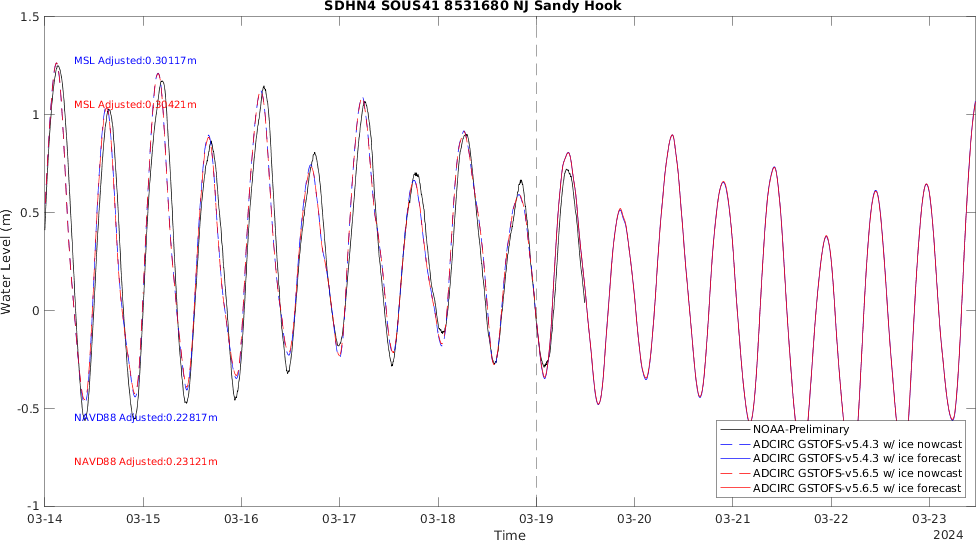 SDHN4 SOUS41 8531680 NJ Sandy Hook
1.5
1
0.5
0
-0.5
-1
Water Level (m)
MSL Adjusted:0.30117m
MSL Adjusted:0.30421m
NAVD88 Adjusted:0.22817m
NAVD88 Adjusted:0.23121m
NOAA-Preliminary
ADCIRC GSTOFS-v5.4.3 w/ ice nowcast
ADCIRC GSTOFS-v5.4.3 w/ ice forecast
ADCIRC GSTOFS-v5.6.5 w/ ice nowcast
ADCIRC GSTOFS-v5.6.5 w/ ice forecast
03-14 03-15 03-16 03-17 03-18 03-19 03-20 03-21 03-22 03-23
Time
2024